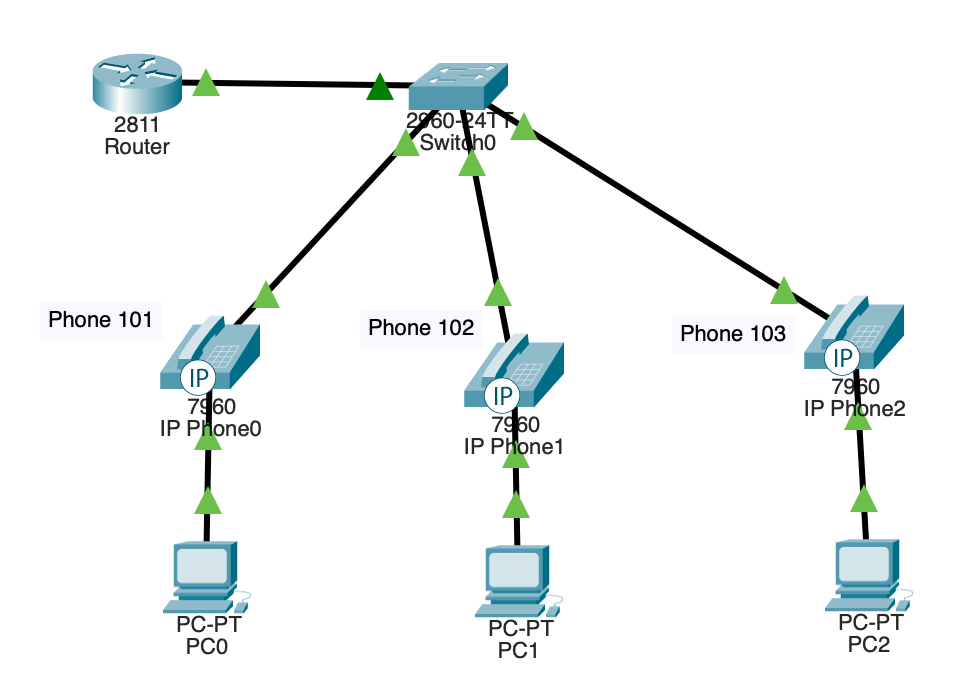 2811
Router
2960-24TT
Switch0
Phone 101
Phone 102
Phone 103
IP
7960
IP Phone0
IP
7960
IP Phone1
IP
7960
IP Phone2
PC-PT
PC0
PC-PT
PC1
PC-PT
PC2